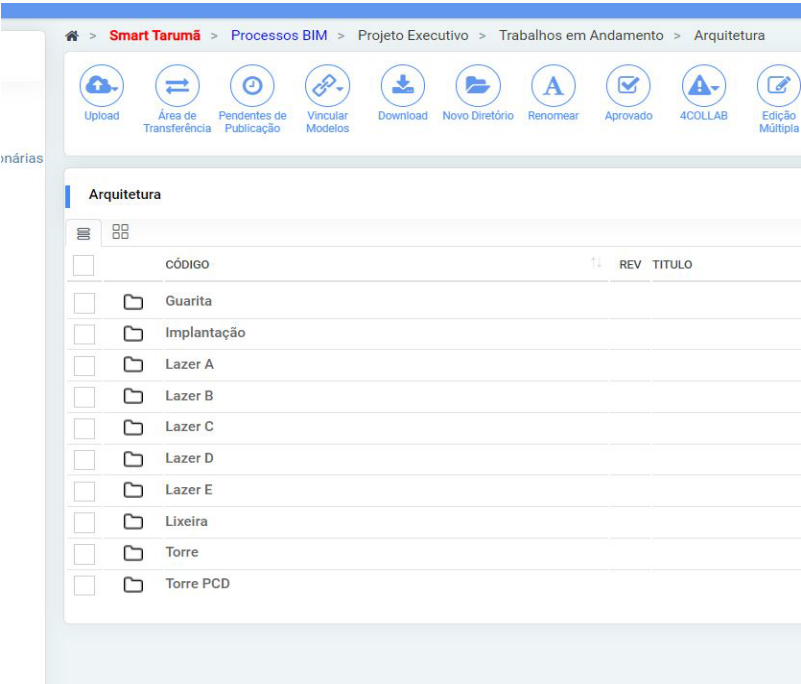 > Smart Tarumã > Processos BIM > Projeto Executivo > Trabalhos em Andamento > Arquitetura
Upload
Área de Transferência
Pendentes de Publicação
Vincular Modelos
Download
Novo Diretório
A
Renomear
Aprovado
4COLLAB
Edição Múltipla
onárias
Arquitetura
CÓDIGO REV TITULO
Guarita
Implantação
Lazer A
Lazer B
Lazer C
Lazer D
Lazer E
Lixeira
Torre
Torre PCD